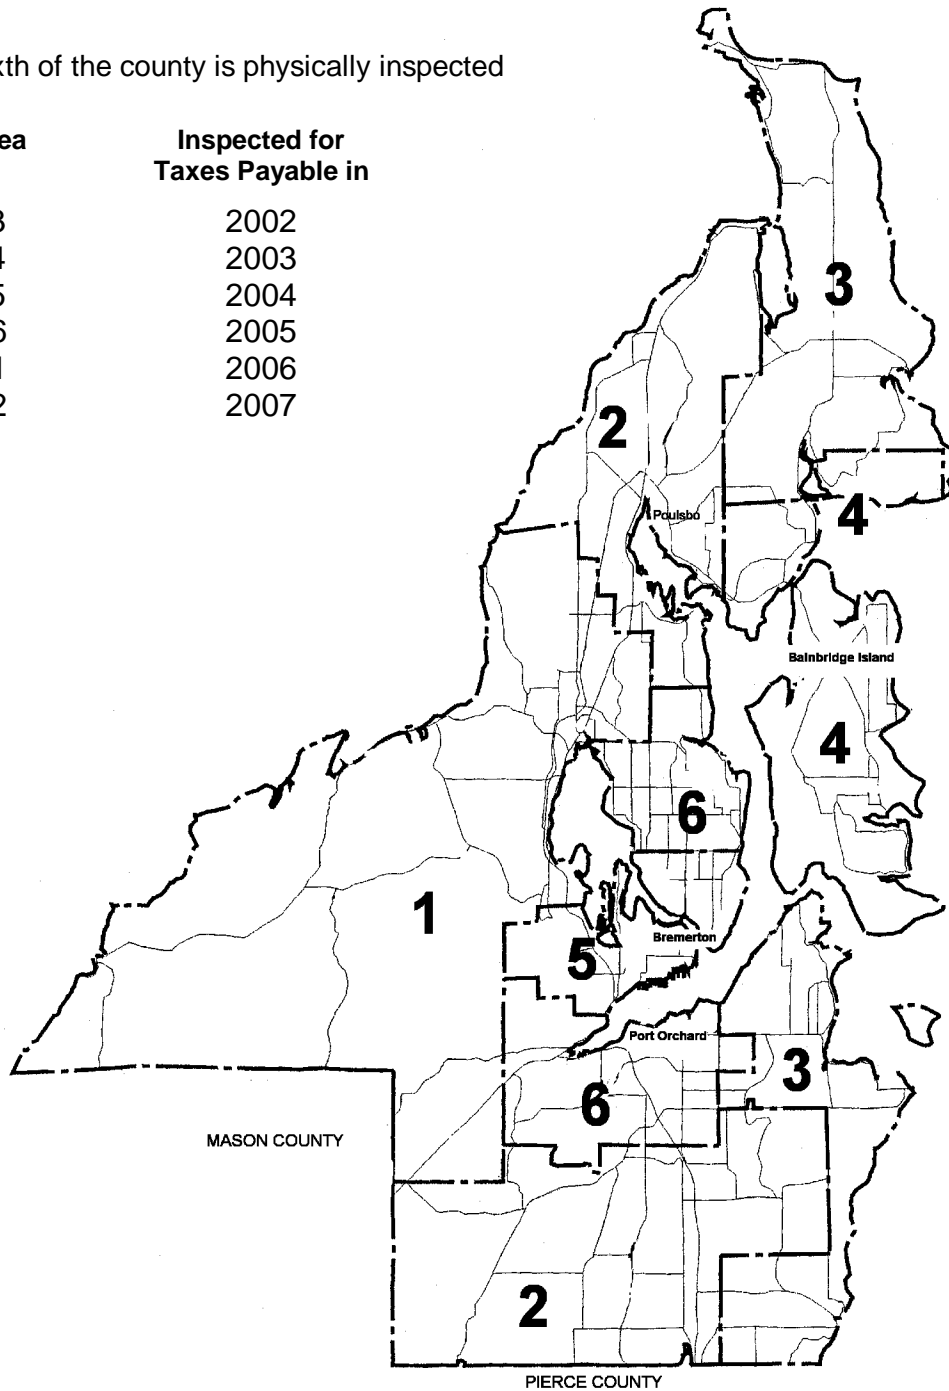 xth of the county is physically inspected
ea Inspected for
Taxes Payable in
3 2002
4 2003
5 2004
6 2005
1 2006
2 2007
3
2
Poulsbo
4
Bainbridge Island
4
6
1
Bremerton
5
Port Orchard
3
6
MASON COUNTY
2
PIERCE COUNTY